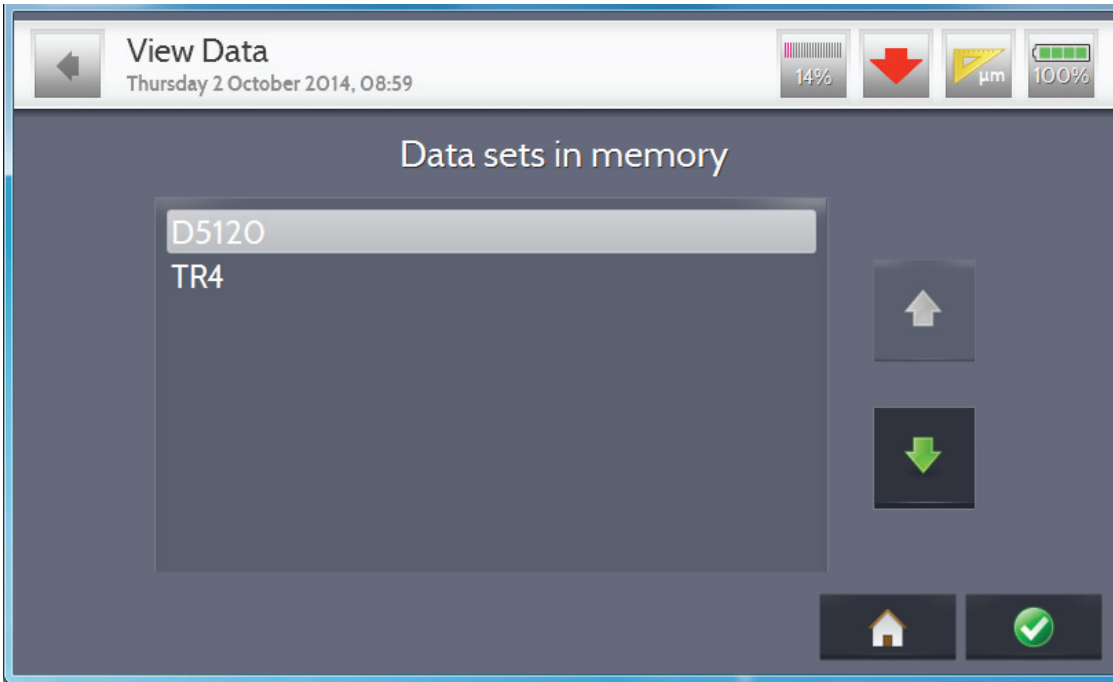 View Data
Thursday 2 October 2014, 08:59
14%
µm
100%
Data sets in memory
D5120
TR4